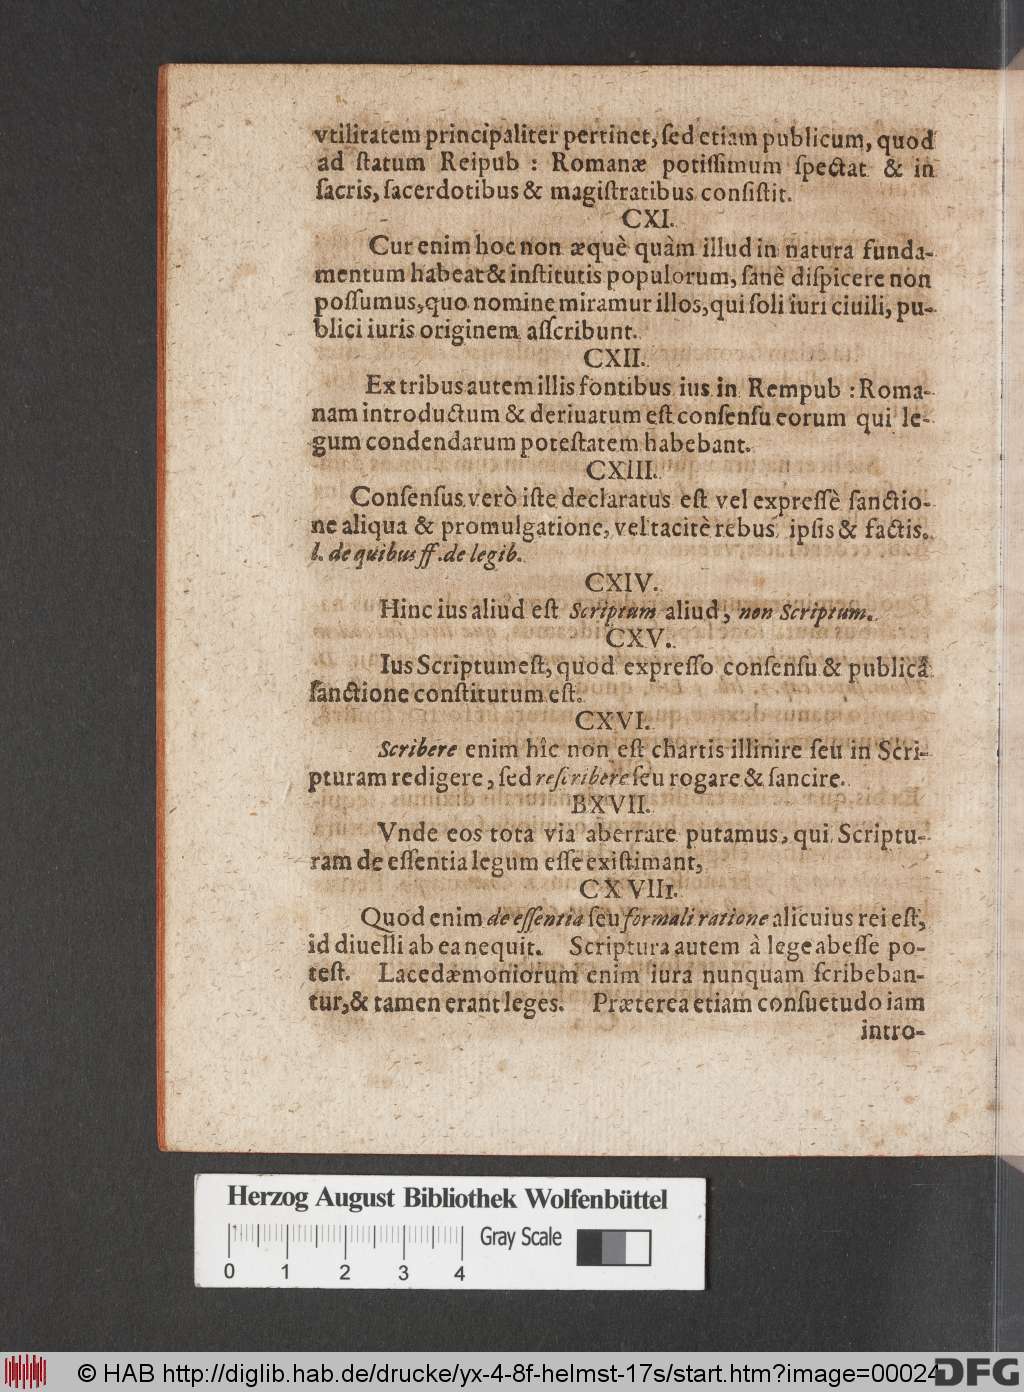 vtilitatem principaliter pertinet, ſed etiam publicum, quod
ad ſtatum Reipub : Romanæ potiſſimum ſpectat & in
ſacris, ſacerdotibus & magiſtratibus conſiſtit.
CXI.
Cur enim hoc non æquè quàm illud in natura funda-
mentum habeat & inſtitutis populorum, ſanè diſpicere non
poſſumus, quo nomine miramur illos, qui ſoli iuri ciuili, pu-
blici iuris originem aſſcribunt.
CXII.
Ex tribus autem illis fontibus ius in Rempub : Roma-
nam introductum & deriuatum eſt conſenſu eorum qui le-
gum condendarum poteſtatem habebant.
CXIII.
Conſenſus verò iſte declaratus eſt vel expreſſè ſanctio-
ne aliqua & promulgatione, vel tacitè rebus ipſis & factis.
l. de quibus ff. de legib.
CXIV.
Hinc ius aliud eſt Scriptum aliud, non Scriptum.
CXV.
Ius Scriptum eſt, quod expreſſo conſenſu & publicâ
ſanctione conſtitutum eſt.
CXVI.
Scribere enim hîc non eſt chartis illinire ſeu in Scri-
pturam redigere, ſed reſcribere ſeu rogare & ſancire.
BXVII.
Vnde eos tota via aberrare putamus, qui Scriptu-
ram de eſſentia legum eſſe exiſtimant,
CXVIII.
Quod enim de eſſentia ſeu formali ratione alicuius rei eſt,
id diuelli ab ea nequit. Scriptura autem à lege abeſſe po-
teſt. Lacedæmoniorum enim iura nunquam ſcribeban-
tur, & tamen erant leges. Præterea etiam conſuetudo iam
intro-
Herzog August Bibliothek Wolfenbüttel
Gray Scale
0 1 2 3 4
© HAB http://diglib.hab.de/drucke/yx-4-8f-helmst-17s/start.htm?image=00024
DFG